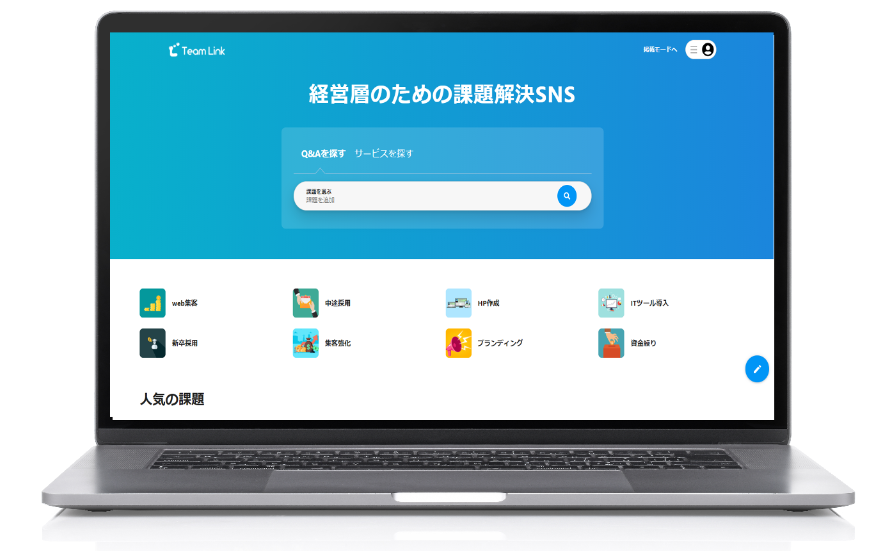 Team Link
掲載モードへ
経営層のための課題解決SNS
Q&Aを探す サービスを探す
課題を選ぶ
課題を追加
web集客
中途採用
HP作成
ITツール導入
新卒採用
集客強化
ブランディング
資金繰り
人気の課題